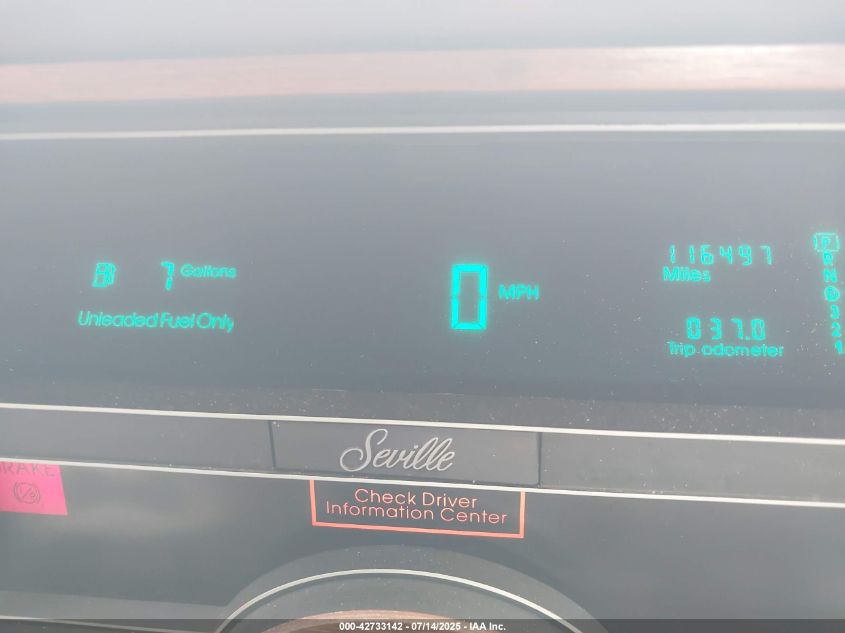 116497
Miles
7 Gallons
0 MPH
Unleaded Fuel Only
037.0
Trip odometer
P
R
N
D
3
2
1
Seville
BRAKE
Check Driver
Information Center
000-42733142 - 07/14/2025 - IAA Inc.